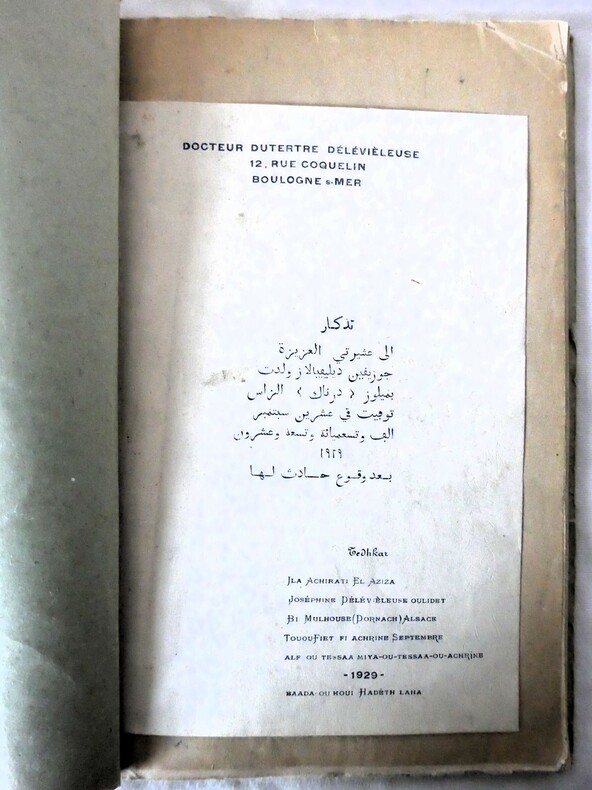 DOCTEUR DUTERTRE DÉLÉVIÈLEUSE
12, RUE COQUELIN
BOULOGNE s-MER
تذكار
الى عشيرتي العزيزة
جوزيفين ديليفيالاز ولدت
بميلوز ( درناك ) الزاس
توفيت في عشرين سبتمبر
الف وتسعمائة وتسعة وعشرون
١٩٢٩
بعد وقوع حادث لها
Tedhkar
Jla Achirati El Aziza
Joséphine Délévièleuse oulidet
Bi Mulhouse (Dornach) Alsace
Tououfiet fi achrine Septembre
alf ou tessaa miya-ou-tessaa-ou-achrine
-1929-
baada ou koui Hadèth laha